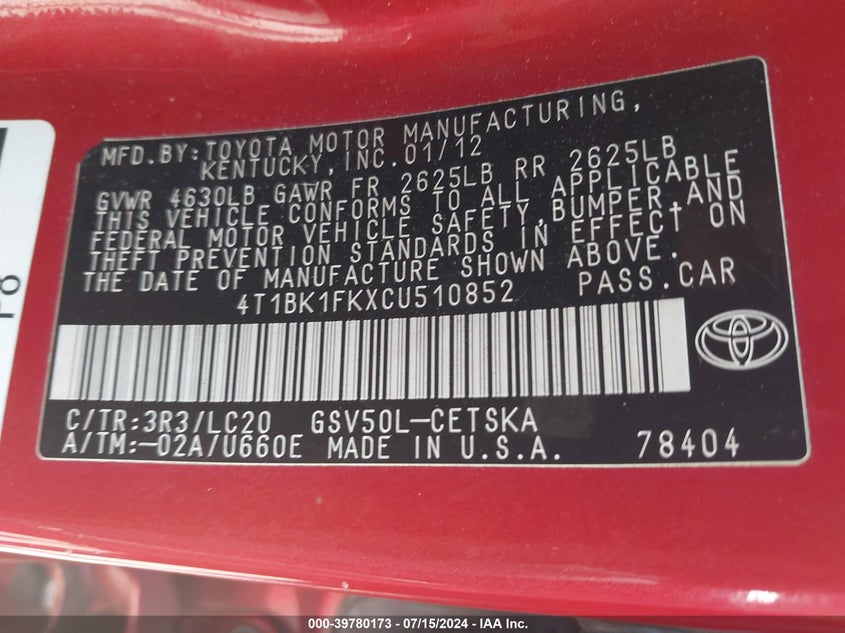 MFD.BY:TOYOTA MOTOR MANUFACTURING,
KENTUCKY,INC.01/12
GVWR 4630LB GAWR FR 2625LB RR 2625LB
THIS VEHICLE CONFORMS TO ALL APPLICABLE
FEDERAL MOTOR VEHICLE SAFETY,BUMPER,AND
THEFT PREVENTION STANDARDS IN EFFECT ON
THE DATE OF MANUFACTURE SHOWN ABOVE.
4T1BK1FKXCU510852 PASS.CAR
C/TR:3R3/LC20 GSV50L-CETSKA
A/TM:-02A/U660E MADE IN U.S.A. 78404
P8
000-39780173 - 07/15/2024 - IAA Inc.